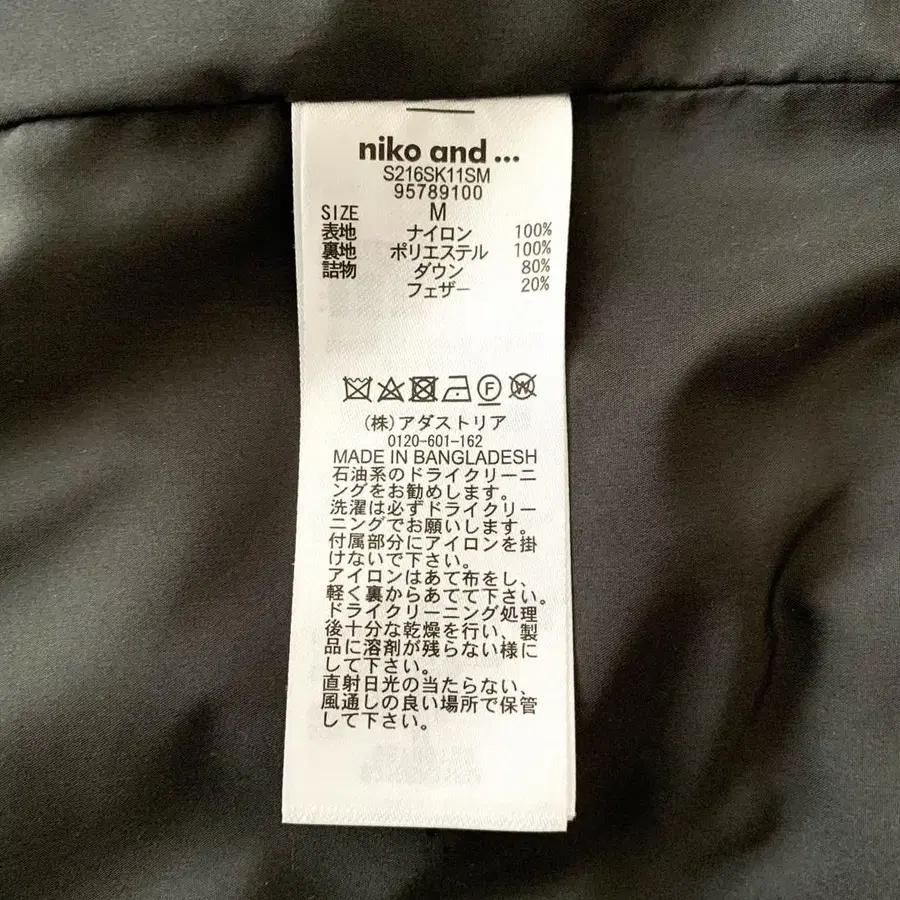 niko and ...
S216SK11SM
95789100
SIZE M
表地 ナイロン 100%
裏地 ポリエステル 100%
詰物 ダウン 80%
フェザー 20%
F W
(株)アダストリア
0120-601-162
MADE IN BANGLADESH
石油系のドライクリーニ
ングをお勧めします。
洗濯は必ずドライクリー
ニングでお願いします。
付属部分にアイロンを掛
けないで下さい。
アイロンはあて布をし、
軽く裏からあてて下さい。
ドライクリーニング処理
後十分な乾燥を行い、製
品に溶剤が残らない様に
して下さい。
直射日光の当たらない、
風通しの良い場所で保管
して下さい。